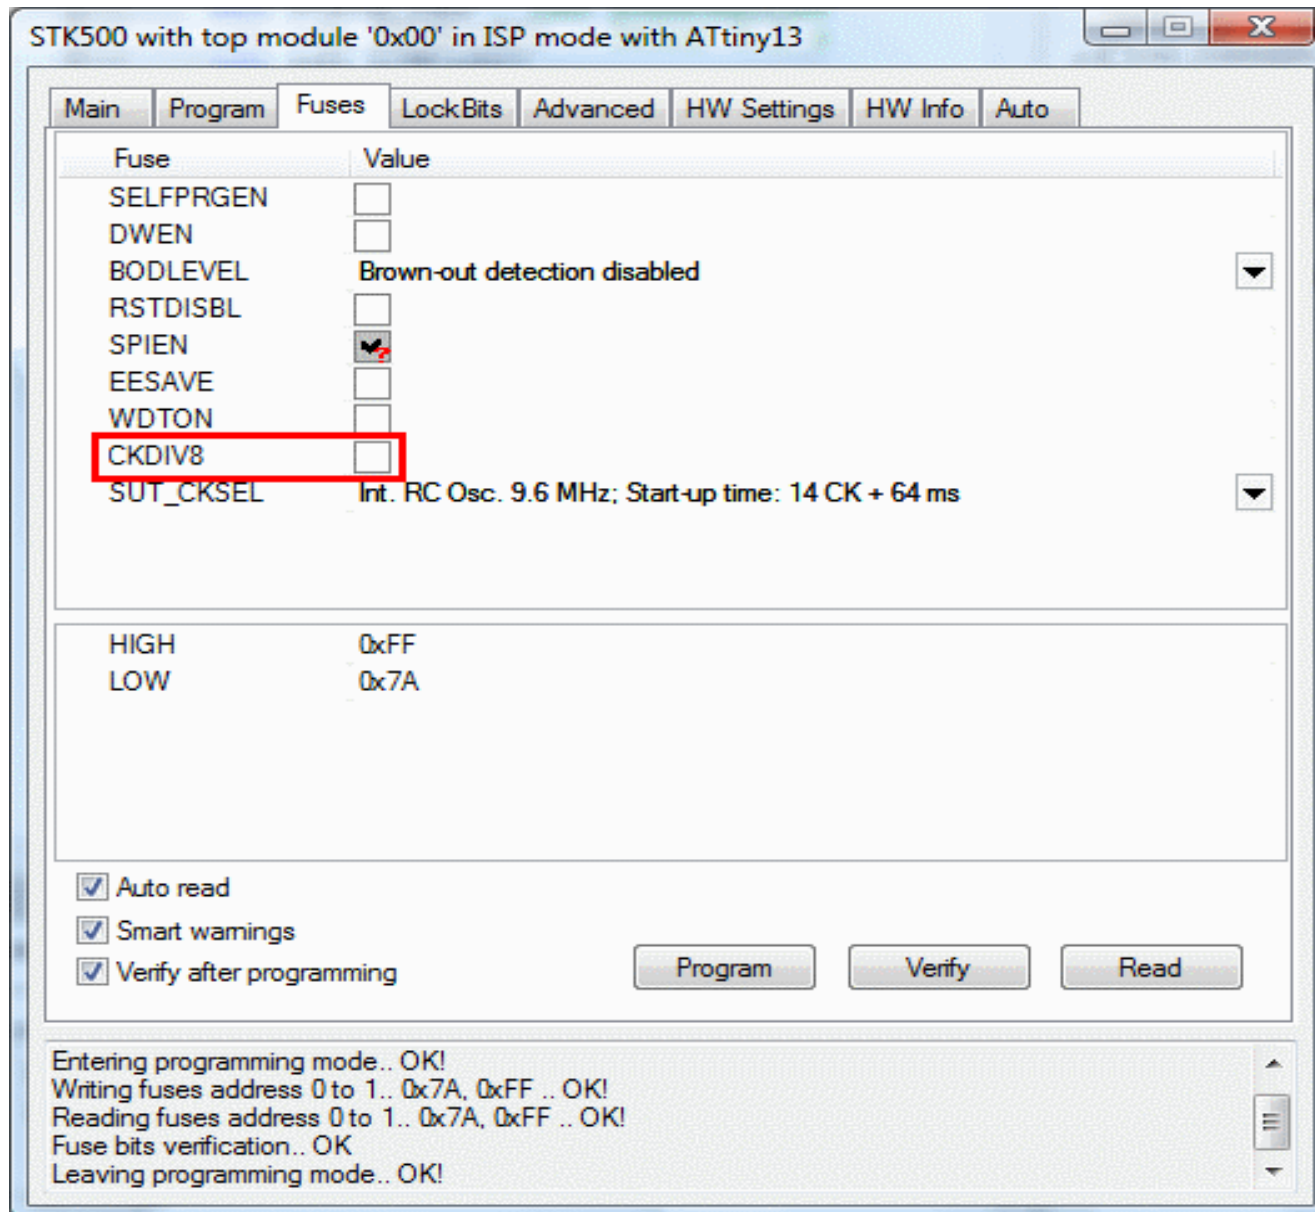 STK500 with top module '0x00' in ISP mode with ATtiny13
Main Program Fuses LockBits Advanced HW Settings HW Info Auto
Fuse Value
SELFPRGEN
DWEN
BODLEVEL Brown-out detection disabled
RSTDISBL
SPIEN ?
EESAVE
WDTON
CKDIV8
SUT_CKSEL Int. RC Osc. 9.6 MHz; Start-up time: 14 CK + 64 ms
HIGH 0xFF
LOW 0x7A
Auto read
Smart warnings
Verify after programming
Program Verify Read
Entering programming mode.. OK!
Writing fuses address 0 to 1.. 0x7A, 0xFF .. OK!
Reading fuses address 0 to 1.. 0x7A, 0xFF .. OK!
Fuse bits verification.. OK
Leaving programming mode.. OK!